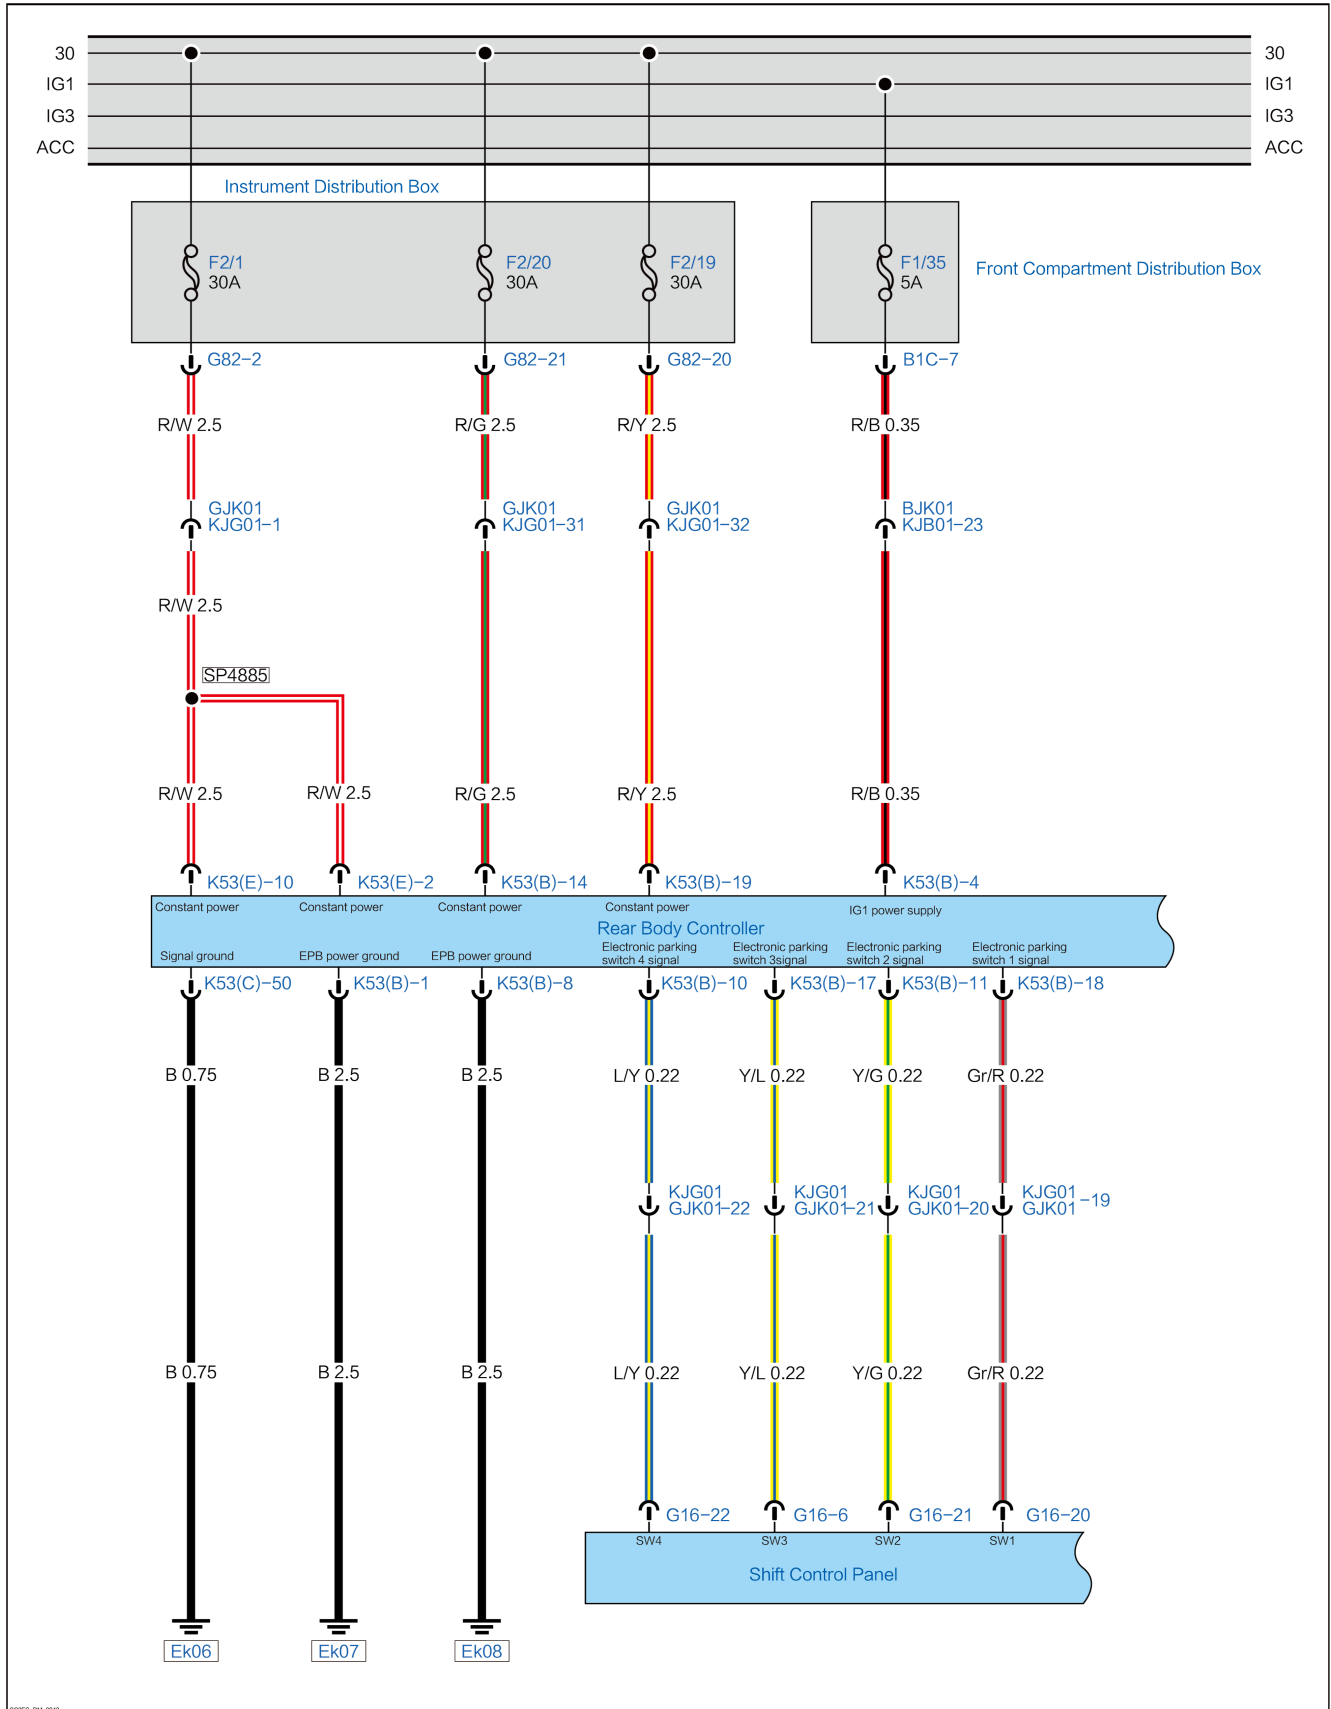 30 30
IG1 IG1
IG3 IG3
ACC ACC
Instrument Distribution Box
F2/1 F2/20 F2/19 F1/35
30A 30A 30A 5A
Front Compartment Distribution Box
G82-2 G82-21 G82-20 B1C-7
R/W 2.5 R/G 2.5 R/Y 2.5 R/B 0.35
GJK01 GJK01 GJK01 BJK01
KJG01-1 KJG01-31 KJG01-32 KJB01-23
R/W 2.5
SP4885
R/W 2.5 R/W 2.5 R/G 2.5 R/Y 2.5 R/B 0.35
K53(E)-10 K53(E)-2 K53(B)-14 K53(B)-19 K53(B)-4
Constant power Constant power Constant power Constant power IG1 power supply
Rear Body Controller
Signal ground EPB power ground EPB power ground
Electronic parking Electronic parking Electronic parking Electronic parking
switch 4 signal switch 3signal switch 2 signal switch 1 signal
K53(C)-50 K53(B)-1 K53(B)-8 K53(B)-10 K53(B)-17 K53(B)-11 K53(B)-18
B 0.75 B 2.5 B 2.5 L/Y 0.22 Y/L 0.22 Y/G 0.22 Gr/R 0.22
KJG01 KJG01 KJG01 KJG01
GJK01-22 GJK01-21 GJK01-20 GJK01 -19
B 0.75 B 2.5 B 2.5 L/Y 0.22 Y/L 0.22 Y/G 0.22 Gr/R 0.22
G16-22 G16-6 G16-21 G16-20
SW4 SW3 SW2 SW1
Shift Control Panel
Ek06 Ek07 Ek08